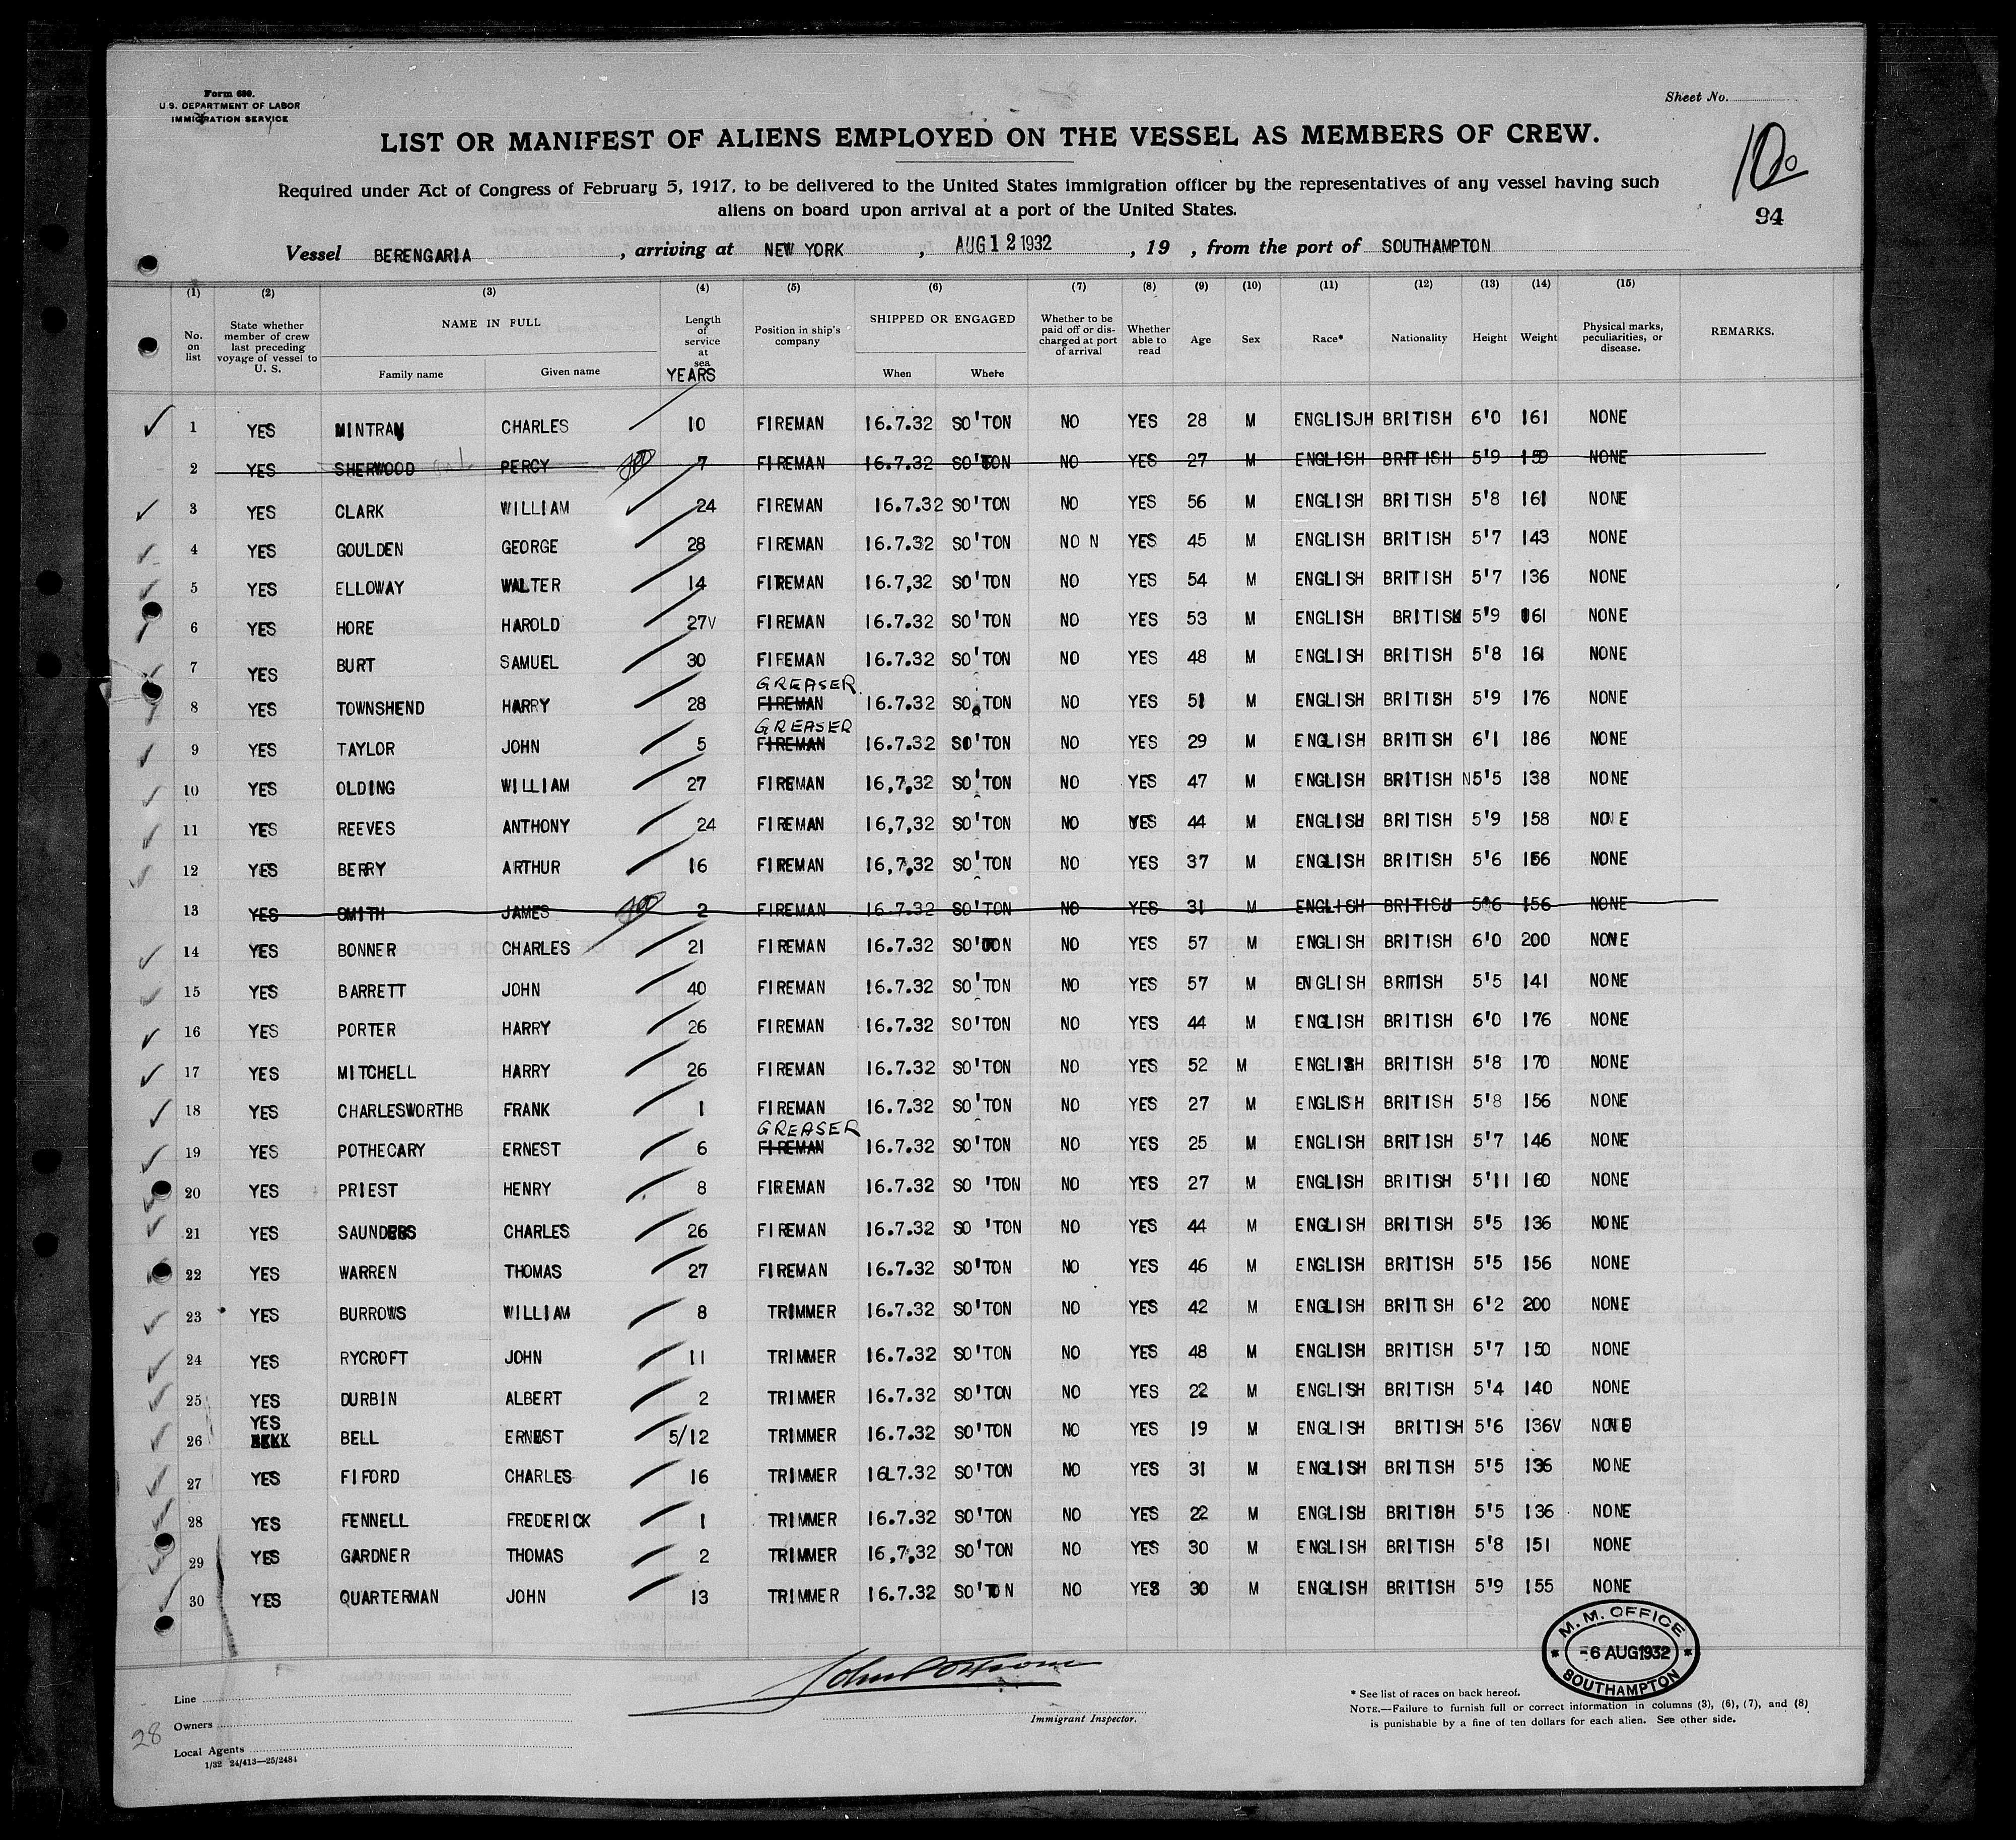 Form 680.
U.S. DEPARTMENT OF LABOR
IMMIGRATION SERVICE
Sheet No.
LIST OR MANIFEST OF ALIENS EMPLOYED ON THE VESSEL AS MEMBERS OF CREW.
Required under Act of Congress of February 5, 1917, to be delivered to the United States immigration officer by the representatives of any vessel having such
aliens on board upon arrival at a port of the United States.
94
Vessel BERENGARIA, arriving at NEW YORK, AUG 12 1932, 19 , from the port of SOUTHAMPTON
(1) (2) (3) (4) (5) (6) (7) (8) (9) (10) (11) (12) (13) (14) (15)
No. on list State whether member of crew last preceding voyage of vessel to U. S. NAME IN FULL Family name Given name Length of service at sea YEARS Position in ship's company SHIPPED OR ENGAGED When Where Whether to be paid off or discharged at port of arrival Whether able to read Age Sex Race* Nationality Height Weight Physical marks, peculiarities, or disease. REMARKS.
1 YES MINTRAM CHARLES 10 FIREMAN 16.7.32 SO'TON NO YES 28 M ENGLISJH BRITISH 6'0 161 NONE
2 YES SHERWOOD PERCY 7 FIREMAN 16.7.32 SO'TON NO YES 27 M ENGLISH BRITISH 5'9 159 NONE
3 YES CLARK WILLIAM 24 FIREMAN 16.7.32 SO'TON NO YES 56 M ENGLISH BRITISH 5'8 161 NONE
4 YES GOULDEN GEORGE 28 FIREMAN 16.7.32 SO'TON NO N YES 45 M ENGLISH BRITISH 5'7 143 NONE
5 YES ELLOWAY WALTER 14 FIREMAN 16.7,32 SO'TON NO YES 54 M ENGLISH BRITISH 5'7 136 NONE
6 YES HORE HAROLD 27V FIREMAN 16.7.32 SO'TON NO YES 53 M ENGLISH BRITISH 5'9 161 NONE
7 YES BURT SAMUEL 30 FIREMAN 16.7.32 SO'TON NO YES 48 M ENGLISH BRITISH 5'8 161 NONE
GREASER
8 YES TOWNSHEND HARRY 28 FIREMAN 16.7.32 SO'TON NO YES 51 M ENGLISH BRITISH 5'9 176 NONE
GREASER
9 YES TAYLOR JOHN 5 FIREMAN 16.7.32 SO'TON NO YES 29 M ENGLISH BRITISH 6'1 186 NONE
10 YES OLDING WILLIAM 27 FIREMAN 16,7.32 SO'TON NO YES 47 M ENGLISH BRITISH N5'5 138 NONE
11 YES REEVES ANTHONY 24 FIREMAN 16,7,32 SO'TON NO YES 44 M ENGLISH BRITISH 5'9 158 NONE
12 YES BERRY ARTHUR 16 FIREMAN 16,7.32 SO'TON NO YES 37 M ENGLISH BRITISH 5'6 156 NONE
13 YES SMITH JAMES 2 FIREMAN 16.7.32 SO'TON NO YES 31 M ENGLISH BRITISH 5'6 156 NONE
14 YES BONNER CHARLES 21 FIREMAN 16.7.32 SO'TON NO YES 57 M ENGLISH BRITISH 6'0 200 NONE
15 YES BARRETT JOHN 40 FIREMAN 16.7.32 SO'TON NO YES 57 M ENGLISH BRITISH 5'5 141 NONE
16 YES PORTER HARRY 26 FIREMAN 16.7.32 SO'TON NO YES 44 M ENGLISH BRITISH 6'0 176 NONE
17 YES MITCHELL HARRY 26 FIREMAN 16.7.32 SO'TON NO YES 52 M ENGLISH BRITISH 5'8 170 NONE
18 YES CHARLESWORTHB FRANK 1 FIREMAN 16.7.32 SO'TON NO YES 27 M ENGLISH BRITISH 5'8 156 NONE
GREASER
19 YES POTHECARY ERNEST 6 FIREMAN 16.7.32 SO'TON NO YES 25 M ENGLISH BRITISH 5'7 146 NONE
20 YES PRIEST HENRY 8 FIREMAN 16.7.32 SO 'TON NO YES 27 M ENGLISH BRITISH 5'11 160 NONE
21 YES SAUNDERS CHARLES 26 FIREMAN 16.7.32 SO 'TON NO YES 44 M ENGLISH BRITISH 5'5 136 NONE
22 YES WARREN THOMAS 27 FIREMAN 16.7.32 SO'TON NO YES 46 M ENGLISH BRITISH 5'5 156 NONE
23 YES BURROWS WILLIAM 8 TRIMMER 16.7.32 SO'TON NO YES 42 M ENGLISH BRITISH 6'2 200 NONE
24 YES RYCROFT JOHN 11 TRIMMER 16.7.32 SO'TON NO YES 48 M ENGLISH BRITISH 5'7 150 NONE
25 YES DURBIN ALBERT 2 TRIMMER 16.7.32 SO'TON NO YES 22 M ENGLISH BRITISH 5'4 140 NONE
26 YES BELL ERNEST 5/12 TRIMMER 16.7.32 SO'TON NO YES 19 M ENGLISH BRITISH 5'6 136V NONE
27 YES FIFORD CHARLES 16 TRIMMER 16L7.32 SO'TON NO YES 31 M ENGLISH BRITISH 5'5 136 NONE
28 YES FENNELL FREDERICK 1 TRIMMER 16.7.32 SO'TON NO YES 22 M ENGLISH BRITISH 5'5 136 NONE
29 YES GARDNER THOMAS 2 TRIMMER 16,7,32 SO'TON NO YES 30 M ENGLISH BRITISH 5'8 151 NONE
30 YES QUARTERMAN JOHN 13 TRIMMER 16.7.32 SO'TON NO YES 30 M ENGLISH BRITISH 5'9 155 NONE
M.M. OFFICE
-6 AUG 1932
SOUTHAMPTON
Line
Owners
Local Agents
28
1/32 24/413—25/2484
Immigrant Inspector.
* See list of races on back hereof.
NOTE.—Failure to furnish full or correct information in columns (3), (6), (7), and (8)
is punishable by a fine of ten dollars for each alien. See other side.